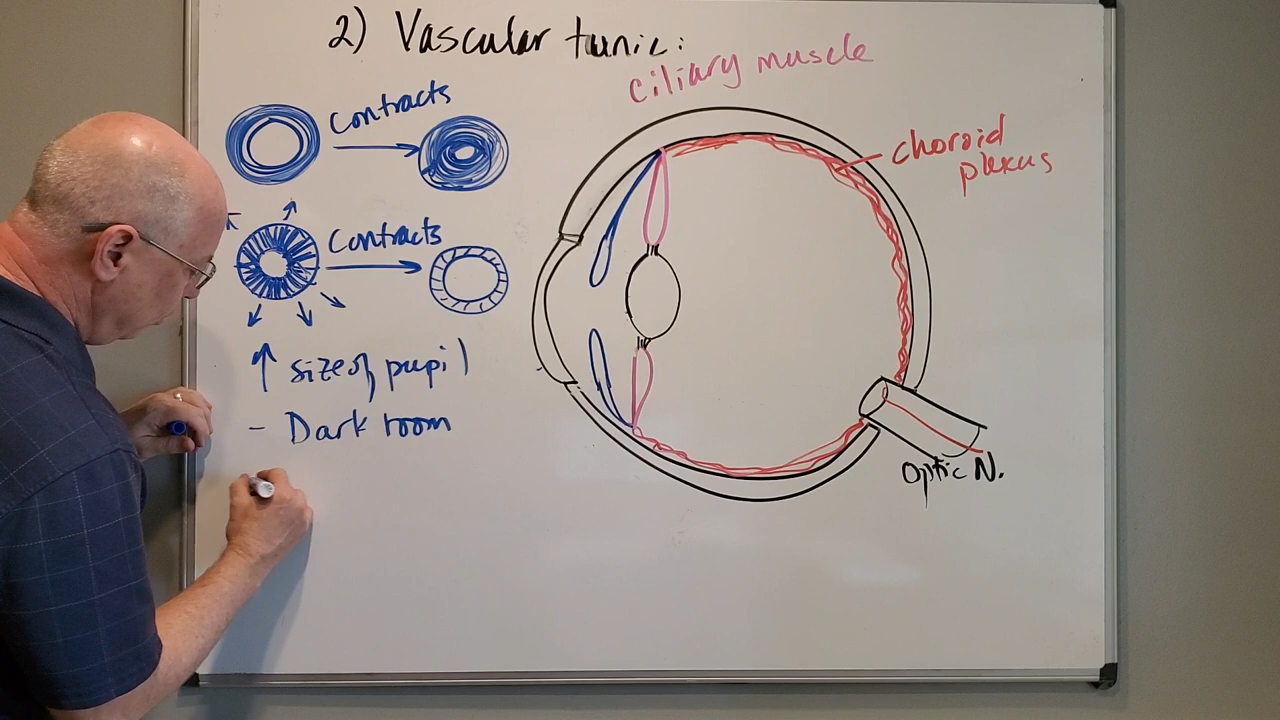 2) Vascular tunic:
ciliary muscle
contracts
choroid
plexus
Contracts
↑ size of pupil
- Dark room
Optic N.